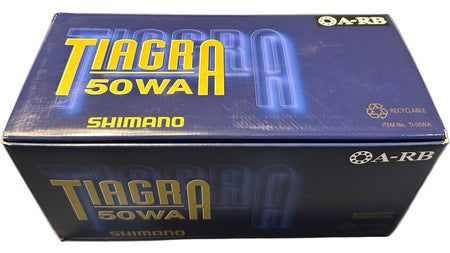 A-RB
TIAGRA
50WA
SHIMANO
RECYCLABLE
ITEM No. TI-50WA
A-RB
TIAGRA
50WA
SHIMANO